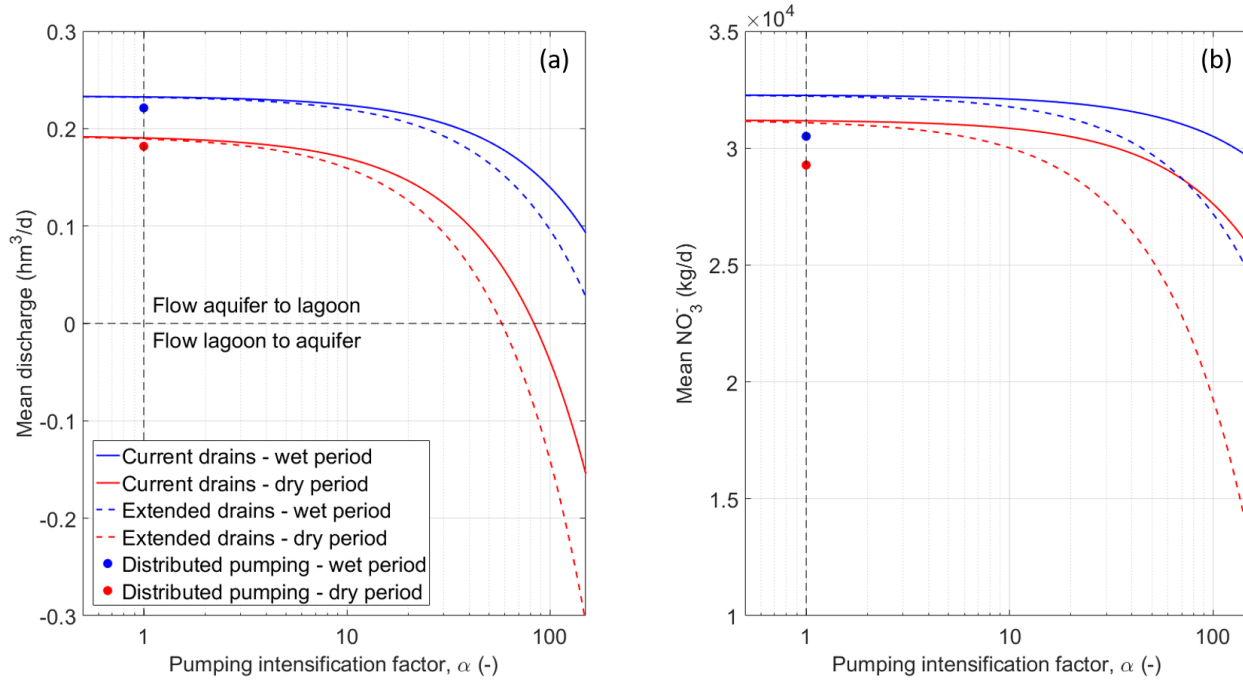 (a)
0.3
0.2
0.1
0
-0.1
-0.2
-0.3
Mean discharge (hm³/d)
Flow aquifer to lagoon
Flow lagoon to aquifer
Current drains - wet period
Current drains - dry period
Extended drains - wet period
Extended drains - dry period
Distributed pumping - wet period
Distributed pumping - dry period
1
10
100
Pumping intensification factor, α (-)
×10⁴
(b)
3.5
3
2.5
2
1.5
1
Mean NO₃⁻ (kg/d)
1
10
100
Pumping intensification factor, α (-)